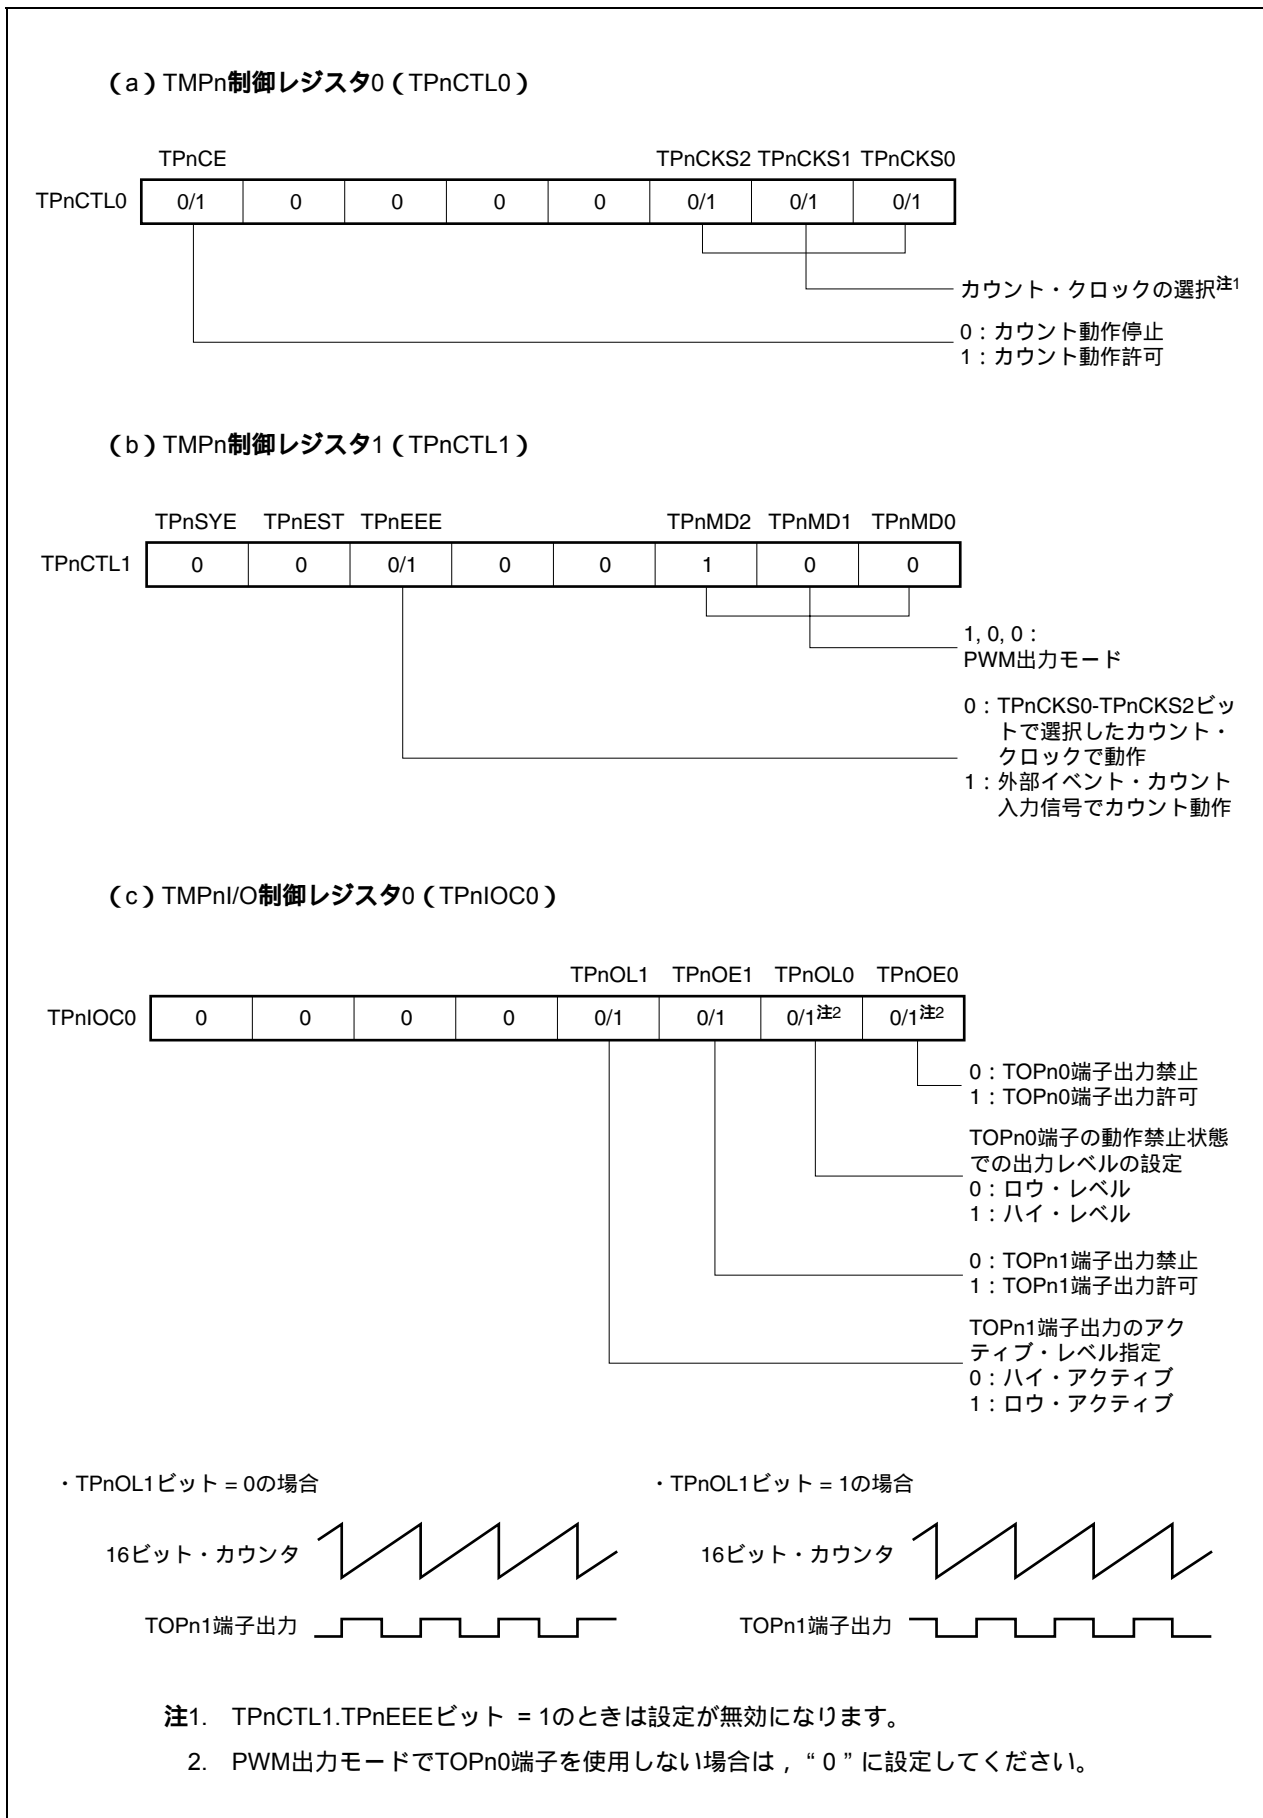 (a)TMPn制御レジスタ0(TPnCTL0)
TPnCE TPnCKS2 TPnCKS1 TPnCKS0
TPnCTL0 0/1 0 0 0 0 0/1 0/1 0/1
カウント・クロックの選択注1
0:カウント動作停止
1:カウント動作許可
(b)TMPn制御レジスタ1(TPnCTL1)
TPnSYE TPnEST TPnEEE TPnMD2 TPnMD1 TPnMD0
TPnCTL1 0 0 0/1 0 0 1 0 0
1, 0, 0:
PWM出力モード
0:TPnCKS0-TPnCKS2ビッ
トで選択したカウント・
クロックで動作
1:外部イベント・カウント
入力信号でカウント動作
(c)TMPnI/O制御レジスタ0(TPnIOC0)
TPnOL1 TPnOE1 TPnOL0 TPnOE0
TPnIOC0 0 0 0 0 0/1 0/1 0/1注2 0/1注2
0:TOPn0端子出力禁止
1:TOPn0端子出力許可
TOPn0端子の動作禁止状態
での出力レベルの設定
0:ロウ・レベル
1:ハイ・レベル
0:TOPn1端子出力禁止
1:TOPn1端子出力許可
TOPn1端子出力のアク
ティブ・レベル指定
0:ハイ・アクティブ
1:ロウ・アクティブ
・TPnOL1ビット = 0の場合
16ビット・カウンタ
TOPn1端子出力
・TPnOL1ビット = 1の場合
16ビット・カウンタ
TOPn1端子出力
注1. TPnCTL1.TPnEEEビット = 1のときは設定が無効になります。
2. PWM出力モードでTOPn0端子を使用しない場合は,“0”に設定してください。